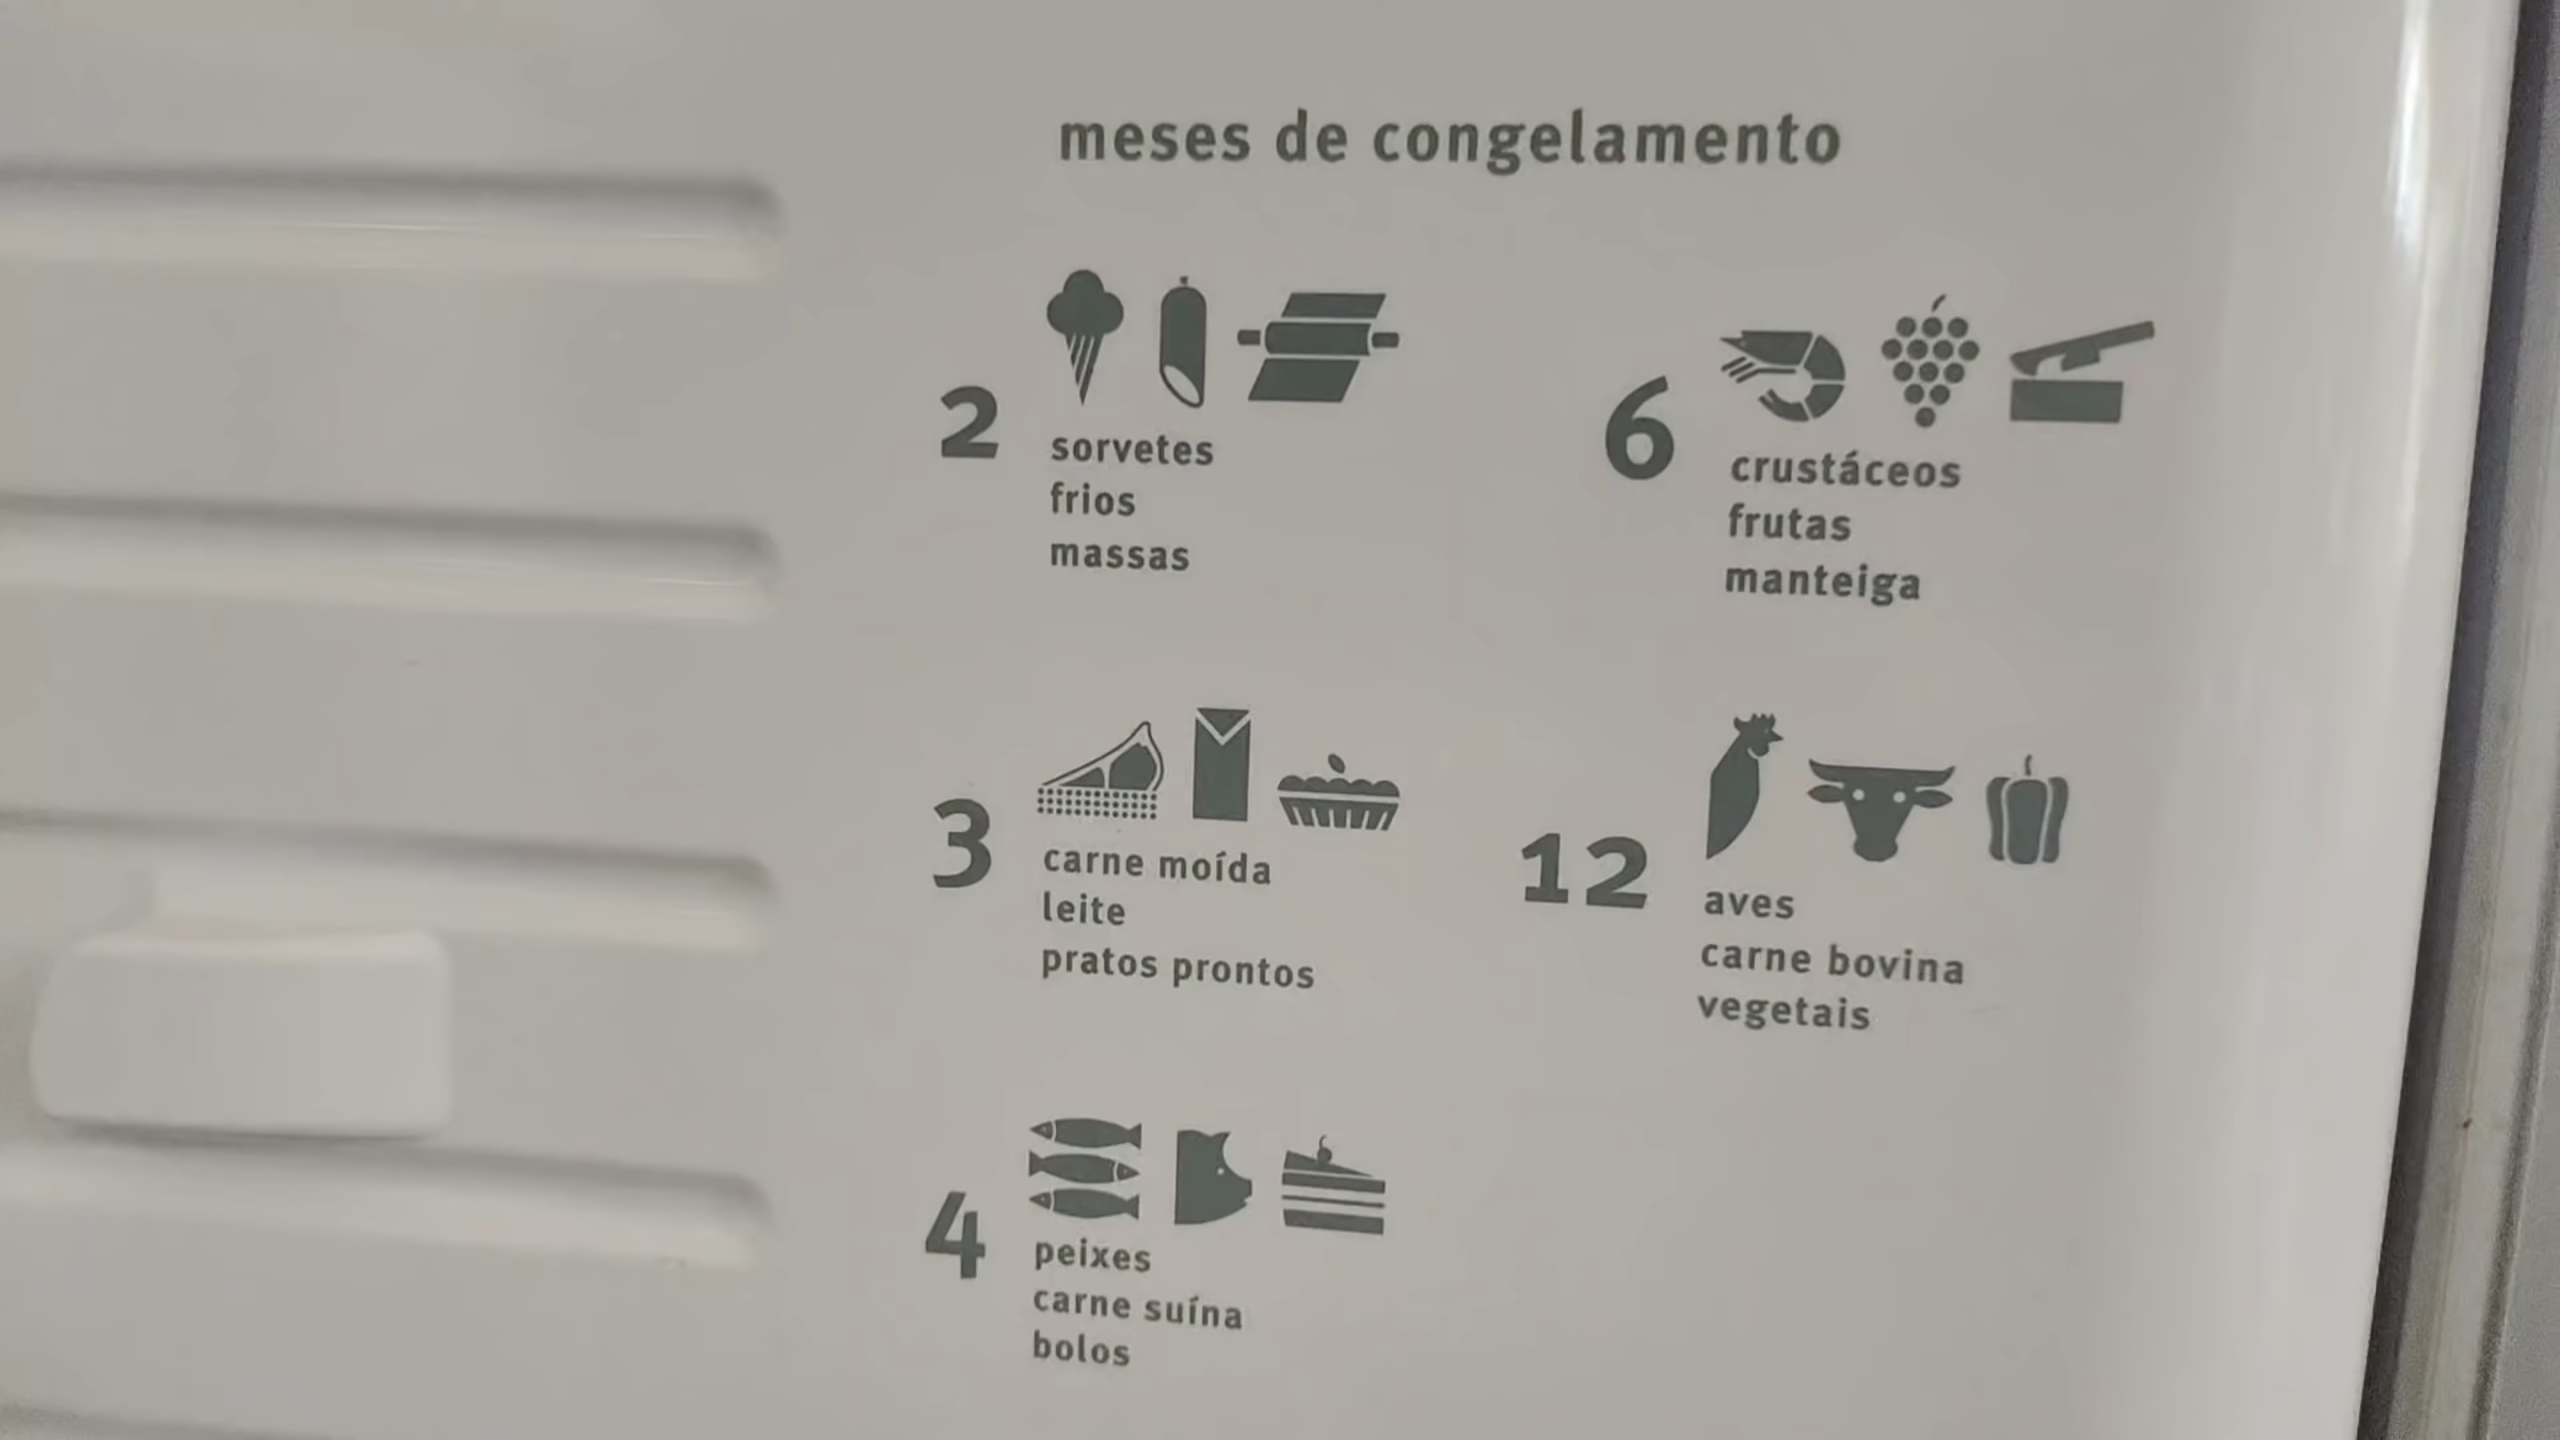 meses de congelamento
2
sorvetes
frios
massas
3
carne moída
leite
pratos prontos
4
peixes
carne suína
bolos
6
crustáceos
frutas
manteiga
12
aves
carne bovina
vegetais